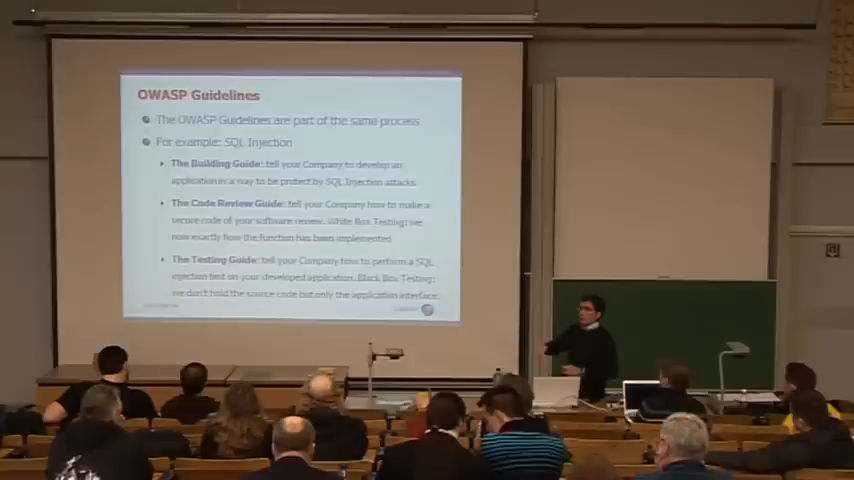 OWASP Guidelines
The OWASP Guidelines are part of the same process
For example: SQL Injection
The Building Guide: tell your Company to develop an
application in a way to be protect by SQL Injection attacks
The Code Review Guide: tell your Company how to make a
secure code of your software review. White Box Testing: we
now exactly how the function has been implemented
The Testing Guide: tell your Company how to perform a SQL
injection test on your developed application. Black Box Testing:
we don't hold the source code but only the application interface.